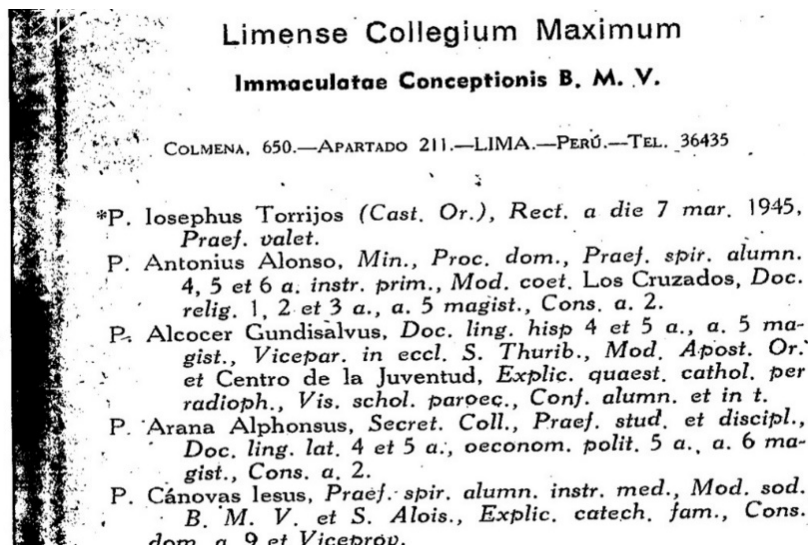 Limense Collegium Maximum
Immaculatae Conceptionis B. M. V.
COLMENA, 650.—APARTADO 211.—LIMA.—PERÚ.—TEL. 36435
*P. Iosephus Torrijos (Cast. Or.), Rect. a die 7 mar. 1945,
Praef. valet.
P. Antonius Alonso, Min., Proc. dom., Praef. spir. alumn.
4, 5 et 6 a. instr. prim., Mod. coet. Los Cruzados, Doc.
relig. 1, 2 et 3 a., a. 5 magist., Cons. a. 2.
P. Alcocer Gundisalvus, Doc. ling. hisp 4 et 5 a., a. 5 ma-
gist., Vicepar. in eccl. S. Thurib., Mod. Apost. Or.
et Centro de la Juventud, Explic. quaest. cathol. per
radioph., Vis. schol. paroec., Conf. alumn. et in t.
P. Arana Alphonsus, Secret. Coll., Praef. stud. et discipl.,
Doc. ling. lat. 4 et 5 a., oeconom. polit. 5 a., a. 6 ma-
gist., Cons. a. 2.
P. Cánovas Iesus, Praef. spir. alumn. instr. med., Mod. sod.
B. M. V. et S. Alois., Explic. catech. fam., Cons.
dom. a. 9 et Viceprov.